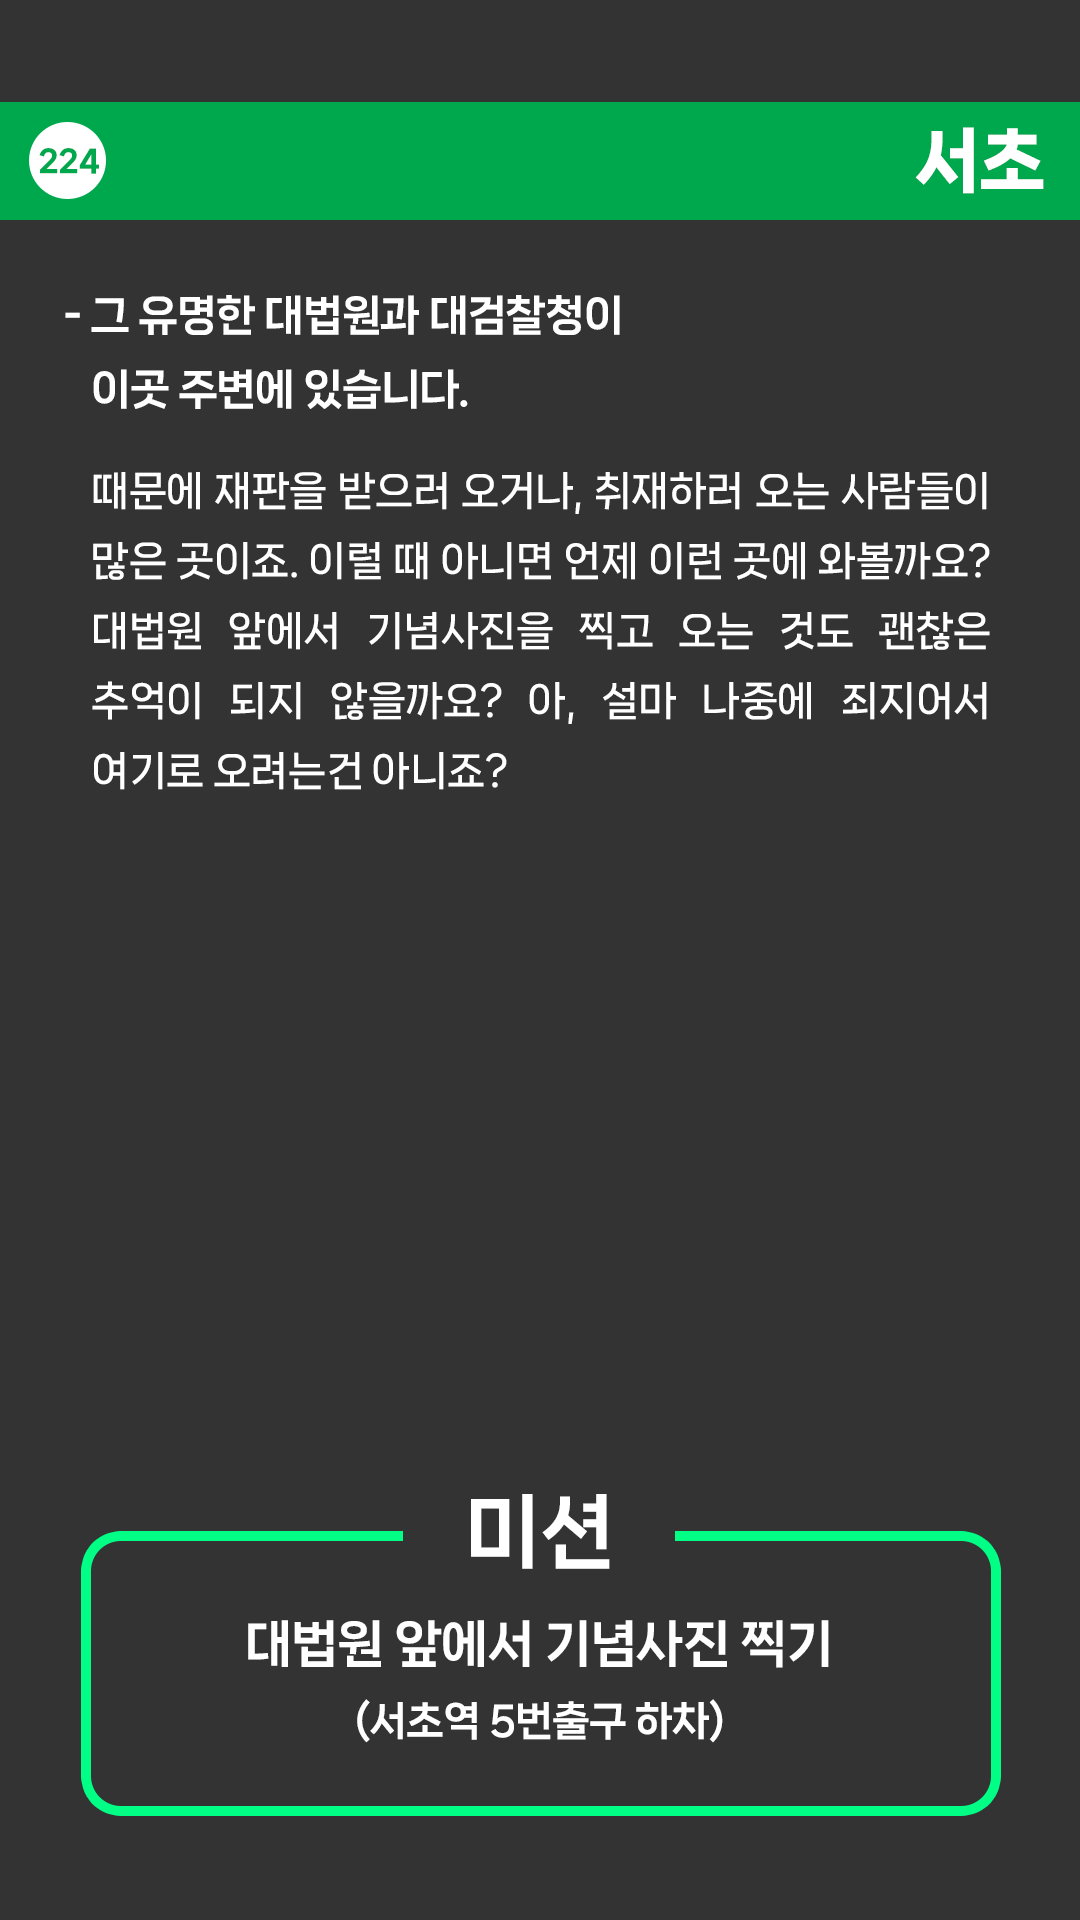 224
서초
- 그 유명한 대법원과 대검찰청이
이곳 주변에 있습니다.
때문에 재판을 받으러 오거나, 취재하러 오는 사람들이
많은 곳이죠. 이럴 때 아니면 언제 이런 곳에 와볼까요?
대법원 앞에서 기념사진을 찍고 오는 것도 괜찮은
추억이 되지 않을까요? 아, 설마 나중에 죄지어서
여기로 오려는건 아니죠?
미션
대법원 앞에서 기념사진 찍기
(서초역 5번출구 하차)